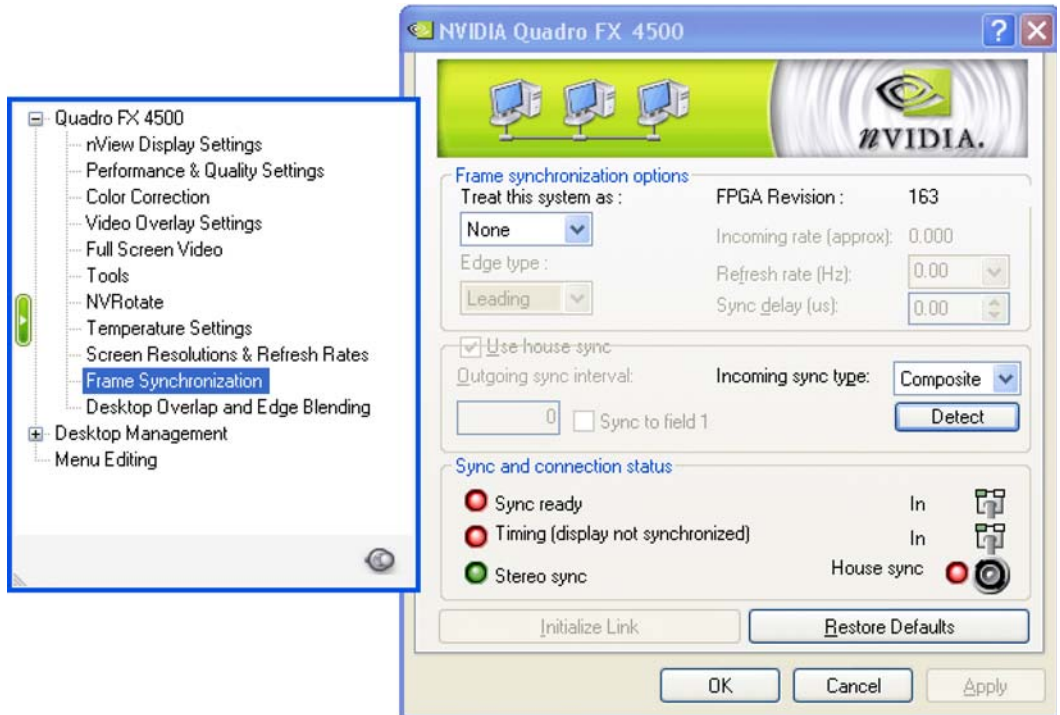 Quadro FX 4500
nView Display Settings
Performance & Quality Settings
Color Correction
Video Overlay Settings
Full Screen Video
Tools
NVRotate
Temperature Settings
Screen Resolutions & Refresh Rates
Frame Synchronization
Desktop Overlap and Edge Blending
Desktop Management
Menu Editing
NVIDIA Quadro FX 4500
nVIDIA.
Frame synchronization options
Treat this system as :
None
Edge type :
Leading
FPGA Revision : 163
Incoming rate (approx): 0.000
Refresh rate (Hz): 0.00
Sync delay (us): 0.00
Use house sync
Outgoing sync interval:
0
Sync to field 1
Incoming sync type: Composite
Detect
Sync and connection status
Sync ready In
Timing (display not synchronized) In
Stereo sync House sync
Initialize Link Restore Defaults
OK Cancel Apply